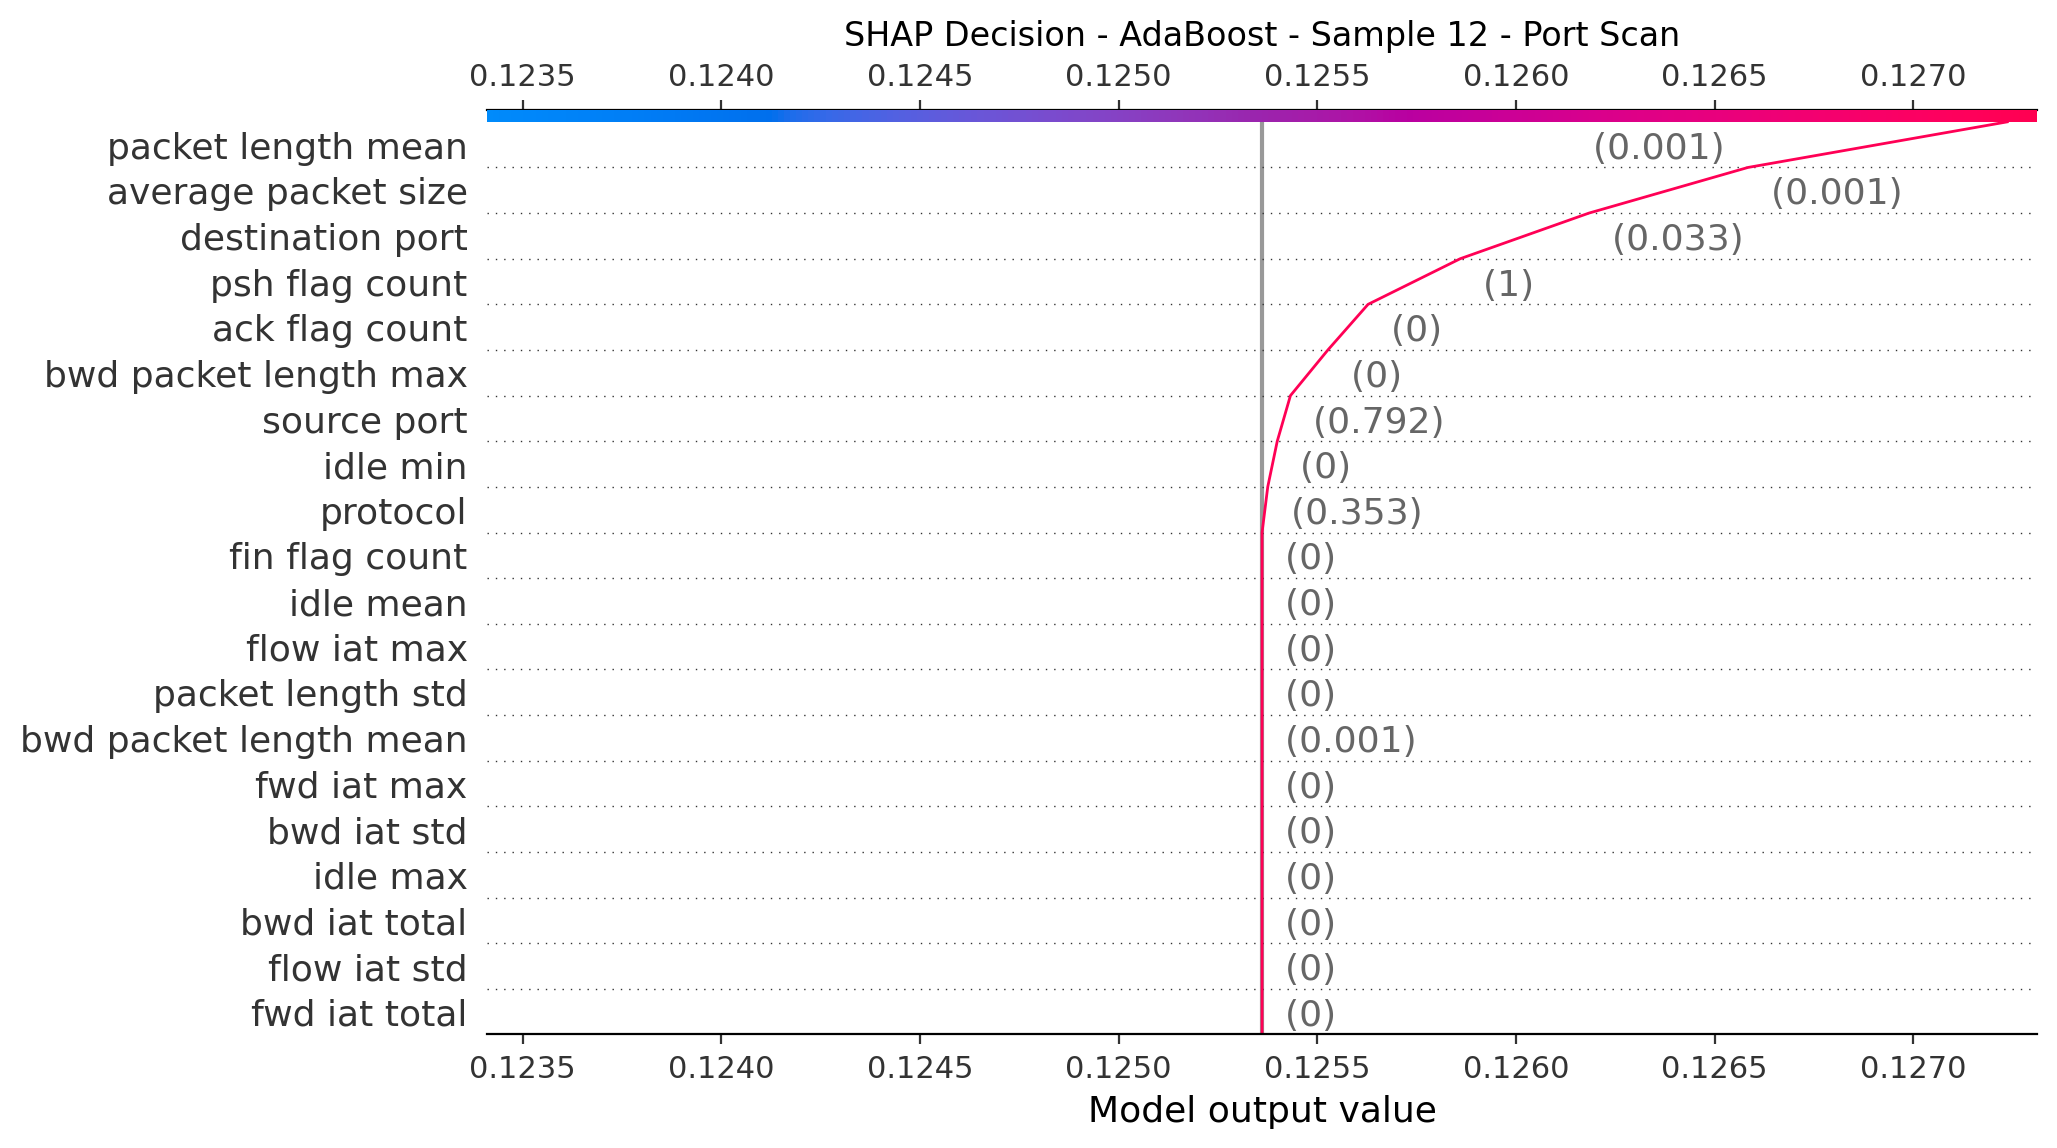 SHAP Decision - AdaBoost - Sample 12 - Port Scan
0.1235 0.1240 0.1245 0.1250 0.1255 0.1260 0.1265 0.1270
packet length mean (0.001)
average packet size (0.001)
destination port (0.033)
psh flag count (1)
ack flag count (0)
bwd packet length max (0)
source port (0.792)
idle min (0)
protocol (0.353)
fin flag count (0)
idle mean (0)
flow iat max (0)
packet length std (0)
bwd packet length mean (0.001)
fwd iat max (0)
bwd iat std (0)
idle max (0)
bwd iat total (0)
flow iat std (0)
fwd iat total (0)
0.1235 0.1240 0.1245 0.1250 0.1255 0.1260 0.1265 0.1270
Model output value